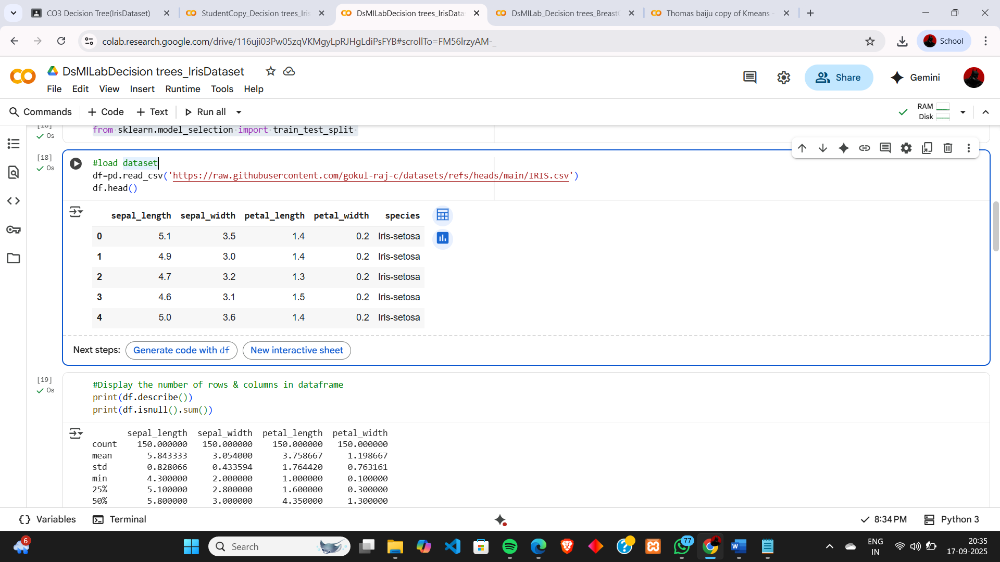 CO3 Decision Tree(IrisDataset)
StudentCopy_Decision trees_Iris
DsMlLabDecision trees_IrisData
DsMlLab_Decision trees_BreastC
Thomas baiju copy of Kmeans -
colab.research.google.com/drive/116uji03Pw05zqVKMgyLpRJHgLdiPsFYB#scrollTo=FM56lrzyAM-_
School
DsMlLabDecision trees_IrisDataset
File Edit View Insert Runtime Tools Help
Share
Gemini
Commands + Code + Text Run all
RAM
Disk
from sklearn.model_selection import train_test_split
0s
[18]
0s
#load dataset
df=pd.read_csv('https://raw.githubusercontent.com/gokul-raj-c/datasets/refs/heads/main/IRIS.csv')
df.head()
sepal_length sepal_width petal_length petal_width species
0 5.1 3.5 1.4 0.2 Iris-setosa
1 4.9 3.0 1.4 0.2 Iris-setosa
2 4.7 3.2 1.3 0.2 Iris-setosa
3 4.6 3.1 1.5 0.2 Iris-setosa
4 5.0 3.6 1.4 0.2 Iris-setosa
Next steps: Generate code with df New interactive sheet
[19]
0s
#Display the number of rows & columns in dataframe
print(df.describe())
print(df.isnull().sum())
sepal_length sepal_width petal_length petal_width
count 150.000000 150.000000 150.000000 150.000000
mean 5.843333 3.054000 3.758667 1.198667
std 0.828066 0.433594 1.764420 0.763161
min 4.300000 2.000000 1.000000 0.100000
25% 5.100000 2.800000 1.600000 0.300000
50% 5.800000 3.000000 4.350000 1.300000
{} Variables Terminal
8:34 PM Python 3
6
Search
77
ENG
IN
20:35
17-09-2025